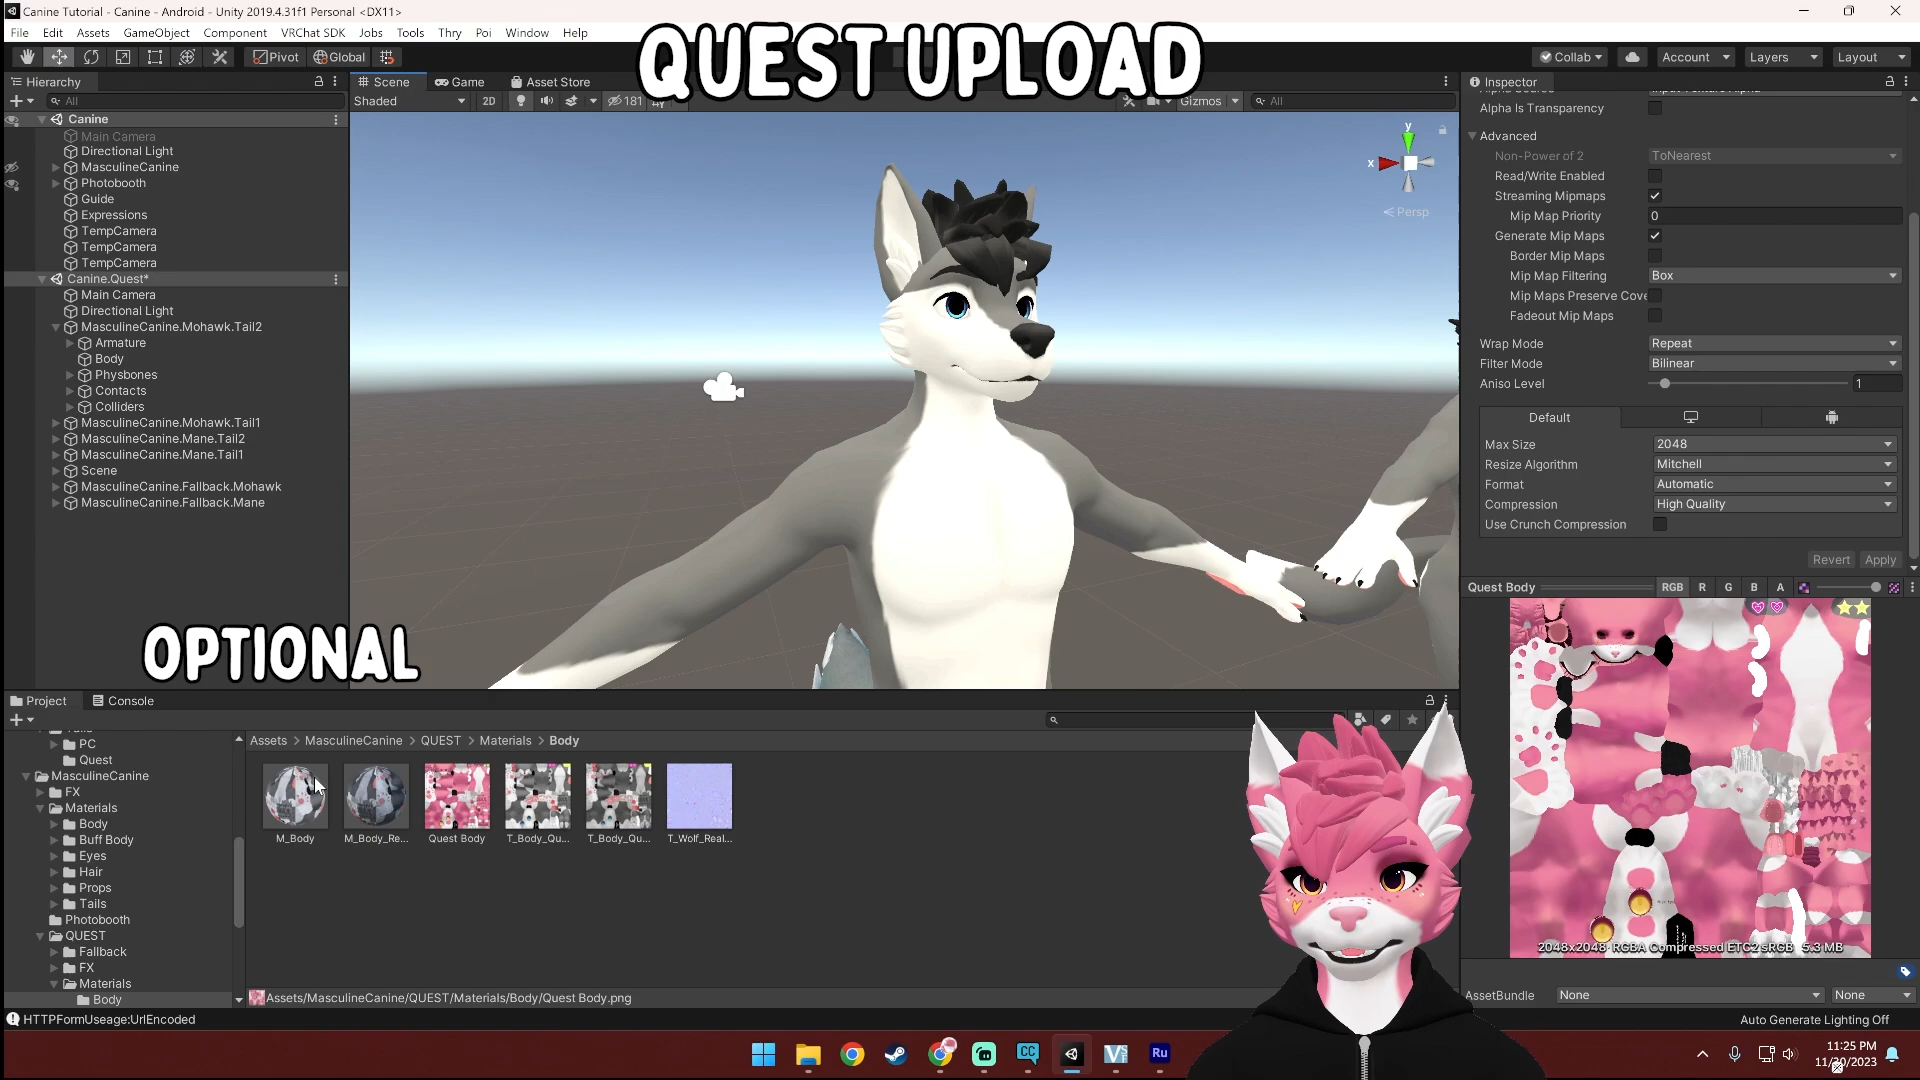 Canine Tutorial - Canine - Android - Unity 2019.4.31f1 Personal <DX11>
File Edit Assets GameObject Component VRChat SDK Jobs Tools Thry Poi Window Help
QUEST UPLOAD
Pivot Global
Collab Account Layers Layout
Hierarchy
All
Canine
Main Camera
Directional Light
MasculineCanine
Photobooth
Guide
Expressions
TempCamera
TempCamera
TempCamera
Canine.Quest*
Main Camera
Directional Light
MasculineCanine.Mohawk.Tail2
Armature
Body
Physbones
Contacts
Colliders
MasculineCanine.Mohawk.Tail1
MasculineCanine.Mane.Tail2
MasculineCanine.Mane.Tail1
Scene
MasculineCanine.Fallback.Mohawk
MasculineCanine.Fallback.Mane
OPTIONAL
Scene Game Asset Store
Shaded 2D 181 Gizmos All
y
x
Persp
Inspector
Alpha Is Transparency
Advanced
Non-Power of 2 ToNearest
Read/Write Enabled
Streaming Mipmaps
Mip Map Priority 0
Generate Mip Maps
Border Mip Maps
Mip Map Filtering Box
Mip Maps Preserve Cove
Fadeout Mip Maps
Wrap Mode Repeat
Filter Mode Bilinear
Aniso Level 1
Default
Max Size 2048
Resize Algorithm Mitchell
Format Automatic
Compression High Quality
Use Crunch Compression
Revert Apply
Quest Body RGB R G B A
2048x2048 RGBA Compressed ETC2 sRGB 5.3 MB
AssetBundle None None
Project Console
PC
Quest
MasculineCanine
FX
Materials
Body
Buff Body
Eyes
Hair
Props
Tails
Photobooth
QUEST
Fallback
FX
Materials
Body
Assets > MasculineCanine > QUEST > Materials > Body
M_Body M_Body_Re... Quest Body T_Body_Qu... T_Body_Qu... T_Wolf_Real...
Assets/MasculineCanine/QUEST/Materials/Body/Quest Body.png
HTTPFormUseage:UrlEncoded
Auto Generate Lighting Off
CC
Ru
11:25 PM